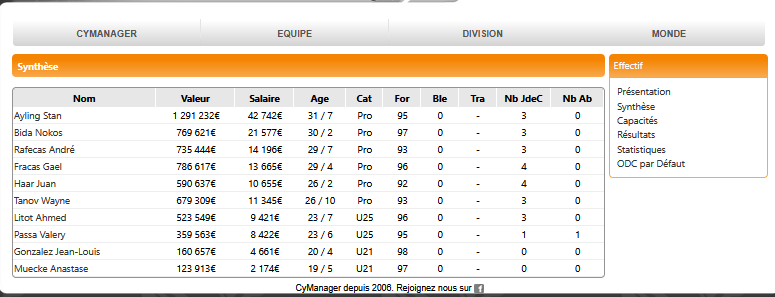 CYMANAGER EQUIPE DIVISION MONDE
Synthèse
Nom Valeur Salaire Age Cat For Ble Tra Nb JdeC Nb Ab
Ayling Stan 1 291 232€ 42 742€ 31 / 7 Pro 95 0 - 3 0
Bida Nokos 769 621€ 21 577€ 30 / 2 Pro 97 0 - 3 0
Rafecas André 735 444€ 14 196€ 29 / 7 Pro 93 0 - 3 0
Fracas Gael 786 617€ 13 665€ 29 / 4 Pro 96 0 - 4 0
Haar Juan 590 637€ 10 655€ 26 / 2 Pro 92 0 - 4 0
Tanov Wayne 679 309€ 11 345€ 26 / 10 Pro 93 0 - 3 0
Litot Ahmed 523 549€ 9 421€ 23 / 7 U25 96 0 - 3 0
Passa Valery 359 563€ 8 422€ 23 / 6 U25 95 0 - 1 1
Gonzalez Jean-Louis 160 657€ 4 661€ 20 / 4 U21 98 0 - 0 0
Muecke Anastase 123 913€ 2 174€ 19 / 5 U21 97 0 - 0 0
Effectif
Présentation
Synthèse
Capacités
Résultats
Statistiques
ODC par Défaut
CyManager depuis 2006. Rejoignez nous sur f